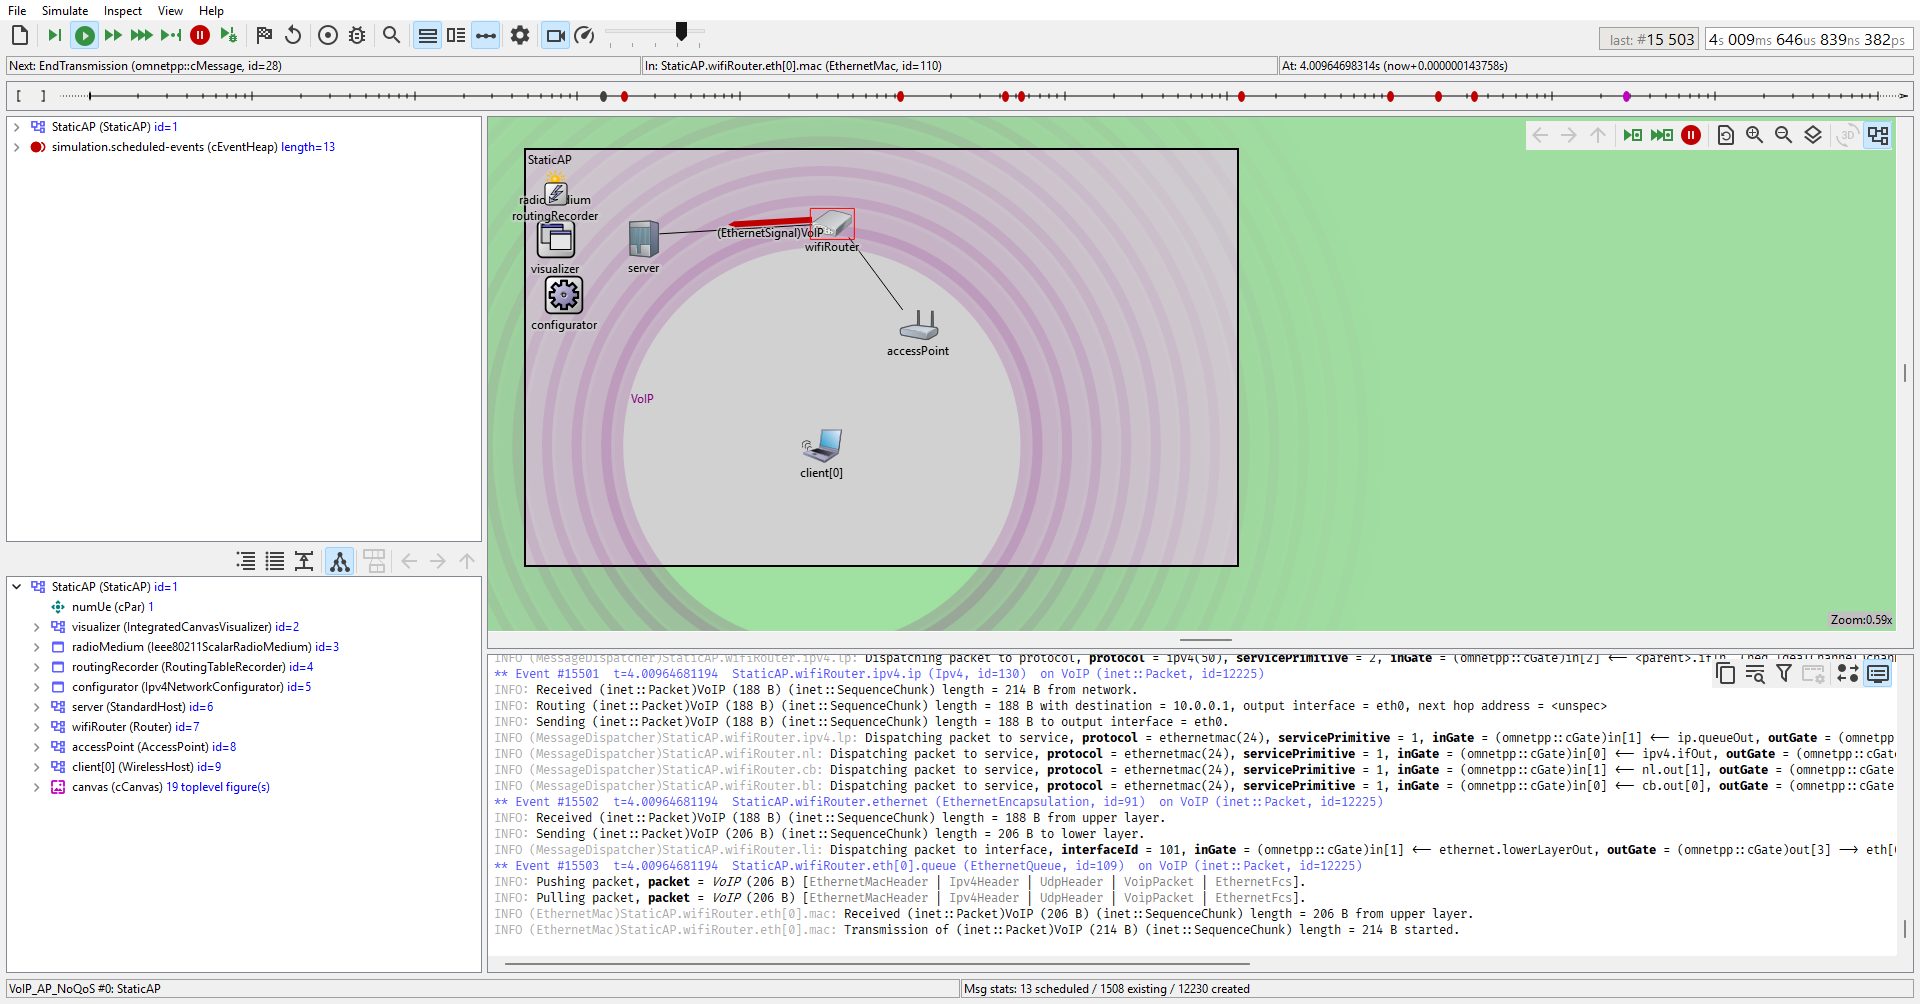 File Simulate Inspect View Help
last: #15 503 4s 009ms 646us 839ns 382ps
Next: EndTransmission (omnetpp::cMessage, id=28) In: StaticAP.wifiRouter.eth[0].mac (EthernetMac, id=110) At: 4.00964698314s (now+0.000000143758s)
[ ]
StaticAP (StaticAP) id=1
simulation.scheduled-events (cEventHeap) length=13
StaticAP
routingRecorder
visualizer
configurator
server
(EthernetSignal)VoIP
wifiRouter
accessPoint
VoIP
client[0]
3D
Zoom:0.59x
StaticAP (StaticAP) id=1
numUe (cPar) 1
visualizer (IntegratedCanvasVisualizer) id=2
radioMedium (Ieee80211ScalarRadioMedium) id=3
routingRecorder (RoutingTableRecorder) id=4
configurator (Ipv4NetworkConfigurator) id=5
server (StandardHost) id=6
wifiRouter (Router) id=7
accessPoint (AccessPoint) id=8
client[0] (WirelessHost) id=9
canvas (cCanvas) 19 toplevel figure(s)
INFO (MessageDispatcher)StaticAP.wifiRouter.ipv4.lp: Dispatching packet to protocol, protocol = ipv4(50), servicePrimitive = 2, inGate = (omnetpp::cGate)in[2] <--
** Event #15501 t=4.00964681194 StaticAP.wifiRouter.ipv4.ip (Ipv4, id=130) on VoIP (inet::Packet, id=12225)
INFO: Received (inet::Packet)VoIP (188 B) (inet::SequenceChunk) length = 214 B from network.
INFO: Routing (inet::Packet)VoIP (188 B) (inet::SequenceChunk) length = 188 B with destination = 10.0.0.1, output interface = eth0, next hop address = <unspec>
INFO: Sending (inet::Packet)VoIP (188 B) (inet::SequenceChunk) length = 188 B to output interface = eth0.
INFO (MessageDispatcher)StaticAP.wifiRouter.ipv4.lp: Dispatching packet to service, protocol = ethernetmac(24), servicePrimitive = 1, inGate = (omnetpp::cGate)in[1] <-- ip.queueOut, outGate = (omnetpp
INFO (MessageDispatcher)StaticAP.wifiRouter.nl: Dispatching packet to service, protocol = ethernetmac(24), servicePrimitive = 1, inGate = (omnetpp::cGate)in[0] <-- ipv4.ifOut, outGate = (omnetpp::cGat
INFO (MessageDispatcher)StaticAP.wifiRouter.cb: Dispatching packet to service, protocol = ethernetmac(24), servicePrimitive = 1, inGate = (omnetpp::cGate)in[1] <-- nl.out[1], outGate = (omnetpp::cGate
INFO (MessageDispatcher)StaticAP.wifiRouter.bl: Dispatching packet to service, protocol = ethernetmac(24), servicePrimitive = 1, inGate = (omnetpp::cGate)in[0] <-- cb.out[0], outGate = (omnetpp::cGate
** Event #15502 t=4.00964681194 StaticAP.wifiRouter.ethernet (EthernetEncapsulation, id=91) on VoIP (inet::Packet, id=12225)
INFO: Received (inet::Packet)VoIP (188 B) (inet::SequenceChunk) length = 188 B from upper layer.
INFO: Sending (inet::Packet)VoIP (206 B) (inet::SequenceChunk) length = 206 B to lower layer.
INFO (MessageDispatcher)StaticAP.wifiRouter.li: Dispatching packet to interface, interfaceId = 101, inGate = (omnetpp::cGate)in[1] <-- ethernet.lowerLayerOut, outGate = (omnetpp::cGate)out[3] --> eth[
** Event #15503 t=4.00964681194 StaticAP.wifiRouter.eth[0].queue (EthernetQueue, id=109) on VoIP (inet::Packet, id=12225)
INFO: Pushing packet, packet = VoIP (206 B) [EthernetMacHeader | Ipv4Header | UdpHeader | VoipPacket | EthernetFcs].
INFO: Pulling packet, packet = VoIP (206 B) [EthernetMacHeader | Ipv4Header | UdpHeader | VoipPacket | EthernetFcs].
INFO (EthernetMac)StaticAP.wifiRouter.eth[0].mac: Received (inet::Packet)VoIP (206 B) (inet::SequenceChunk) length = 206 B from upper layer.
INFO (EthernetMac)StaticAP.wifiRouter.eth[0].mac: Transmission of (inet::Packet)VoIP (214 B) (inet::SequenceChunk) length = 214 B started.
VoIP_AP_NoQoS #0: StaticAP Msg stats: 13 scheduled / 1508 existing / 12230 created